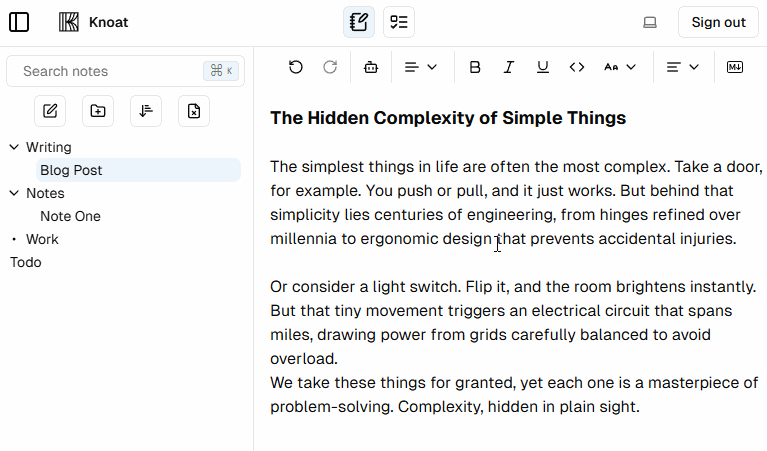 Knoat
Sign out
Search notes
⌘ K
Writing
Blog Post
Notes
Note One
Work
Todo
B I U <> Aa M↓
The Hidden Complexity of Simple Things
The simplest things in life are often the most complex. Take a door,
for example. You push or pull, and it just works. But behind that
simplicity lies centuries of engineering, from hinges refined over
millennia to ergonomic design that prevents accidental injuries.
Or consider a light switch. Flip it, and the room brightens instantly.
But that tiny movement triggers an electrical circuit that spans
miles, drawing power from grids carefully balanced to avoid
overload.
We take these things for granted, yet each one is a masterpiece of
problem-solving. Complexity, hidden in plain sight.